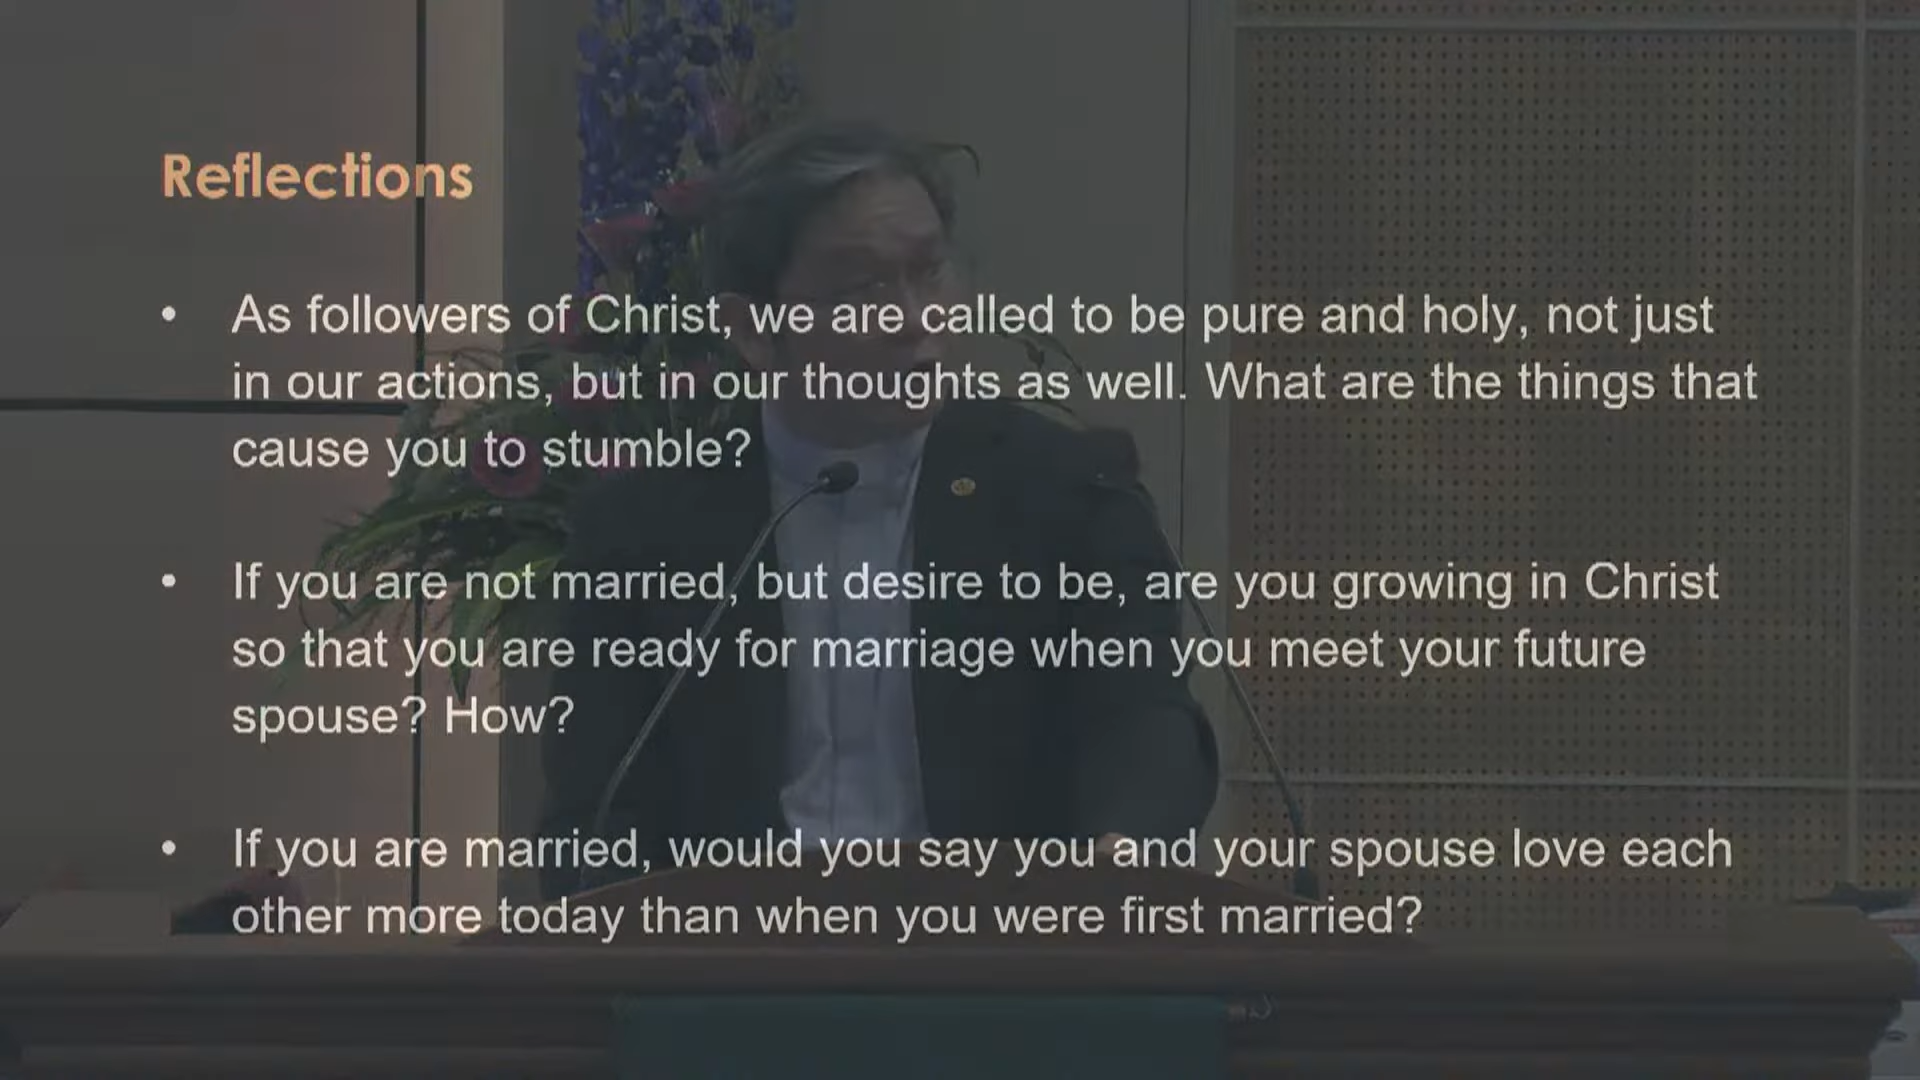 Reflections
• As followers of Christ, we are called to be pure and holy, not just
in our actions, but in our thoughts as well. What are the things that
cause you to stumble?
• If you are not married, but desire to be, are you growing in Christ
so that you are ready for marriage when you meet your future
spouse? How?
• If you are married, would you say you and your spouse love each
other more today than when you were first married?